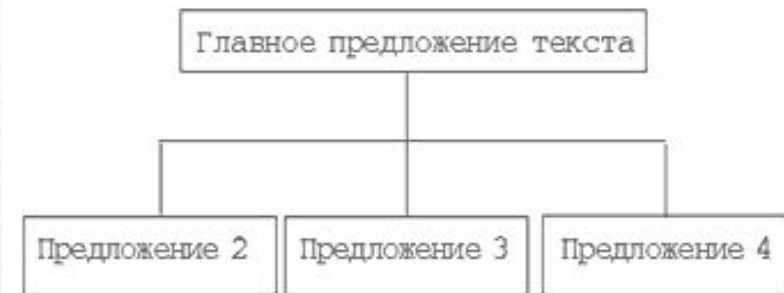 Главное предложение текста
Предложение 2
Предложение 3
Предложение 4